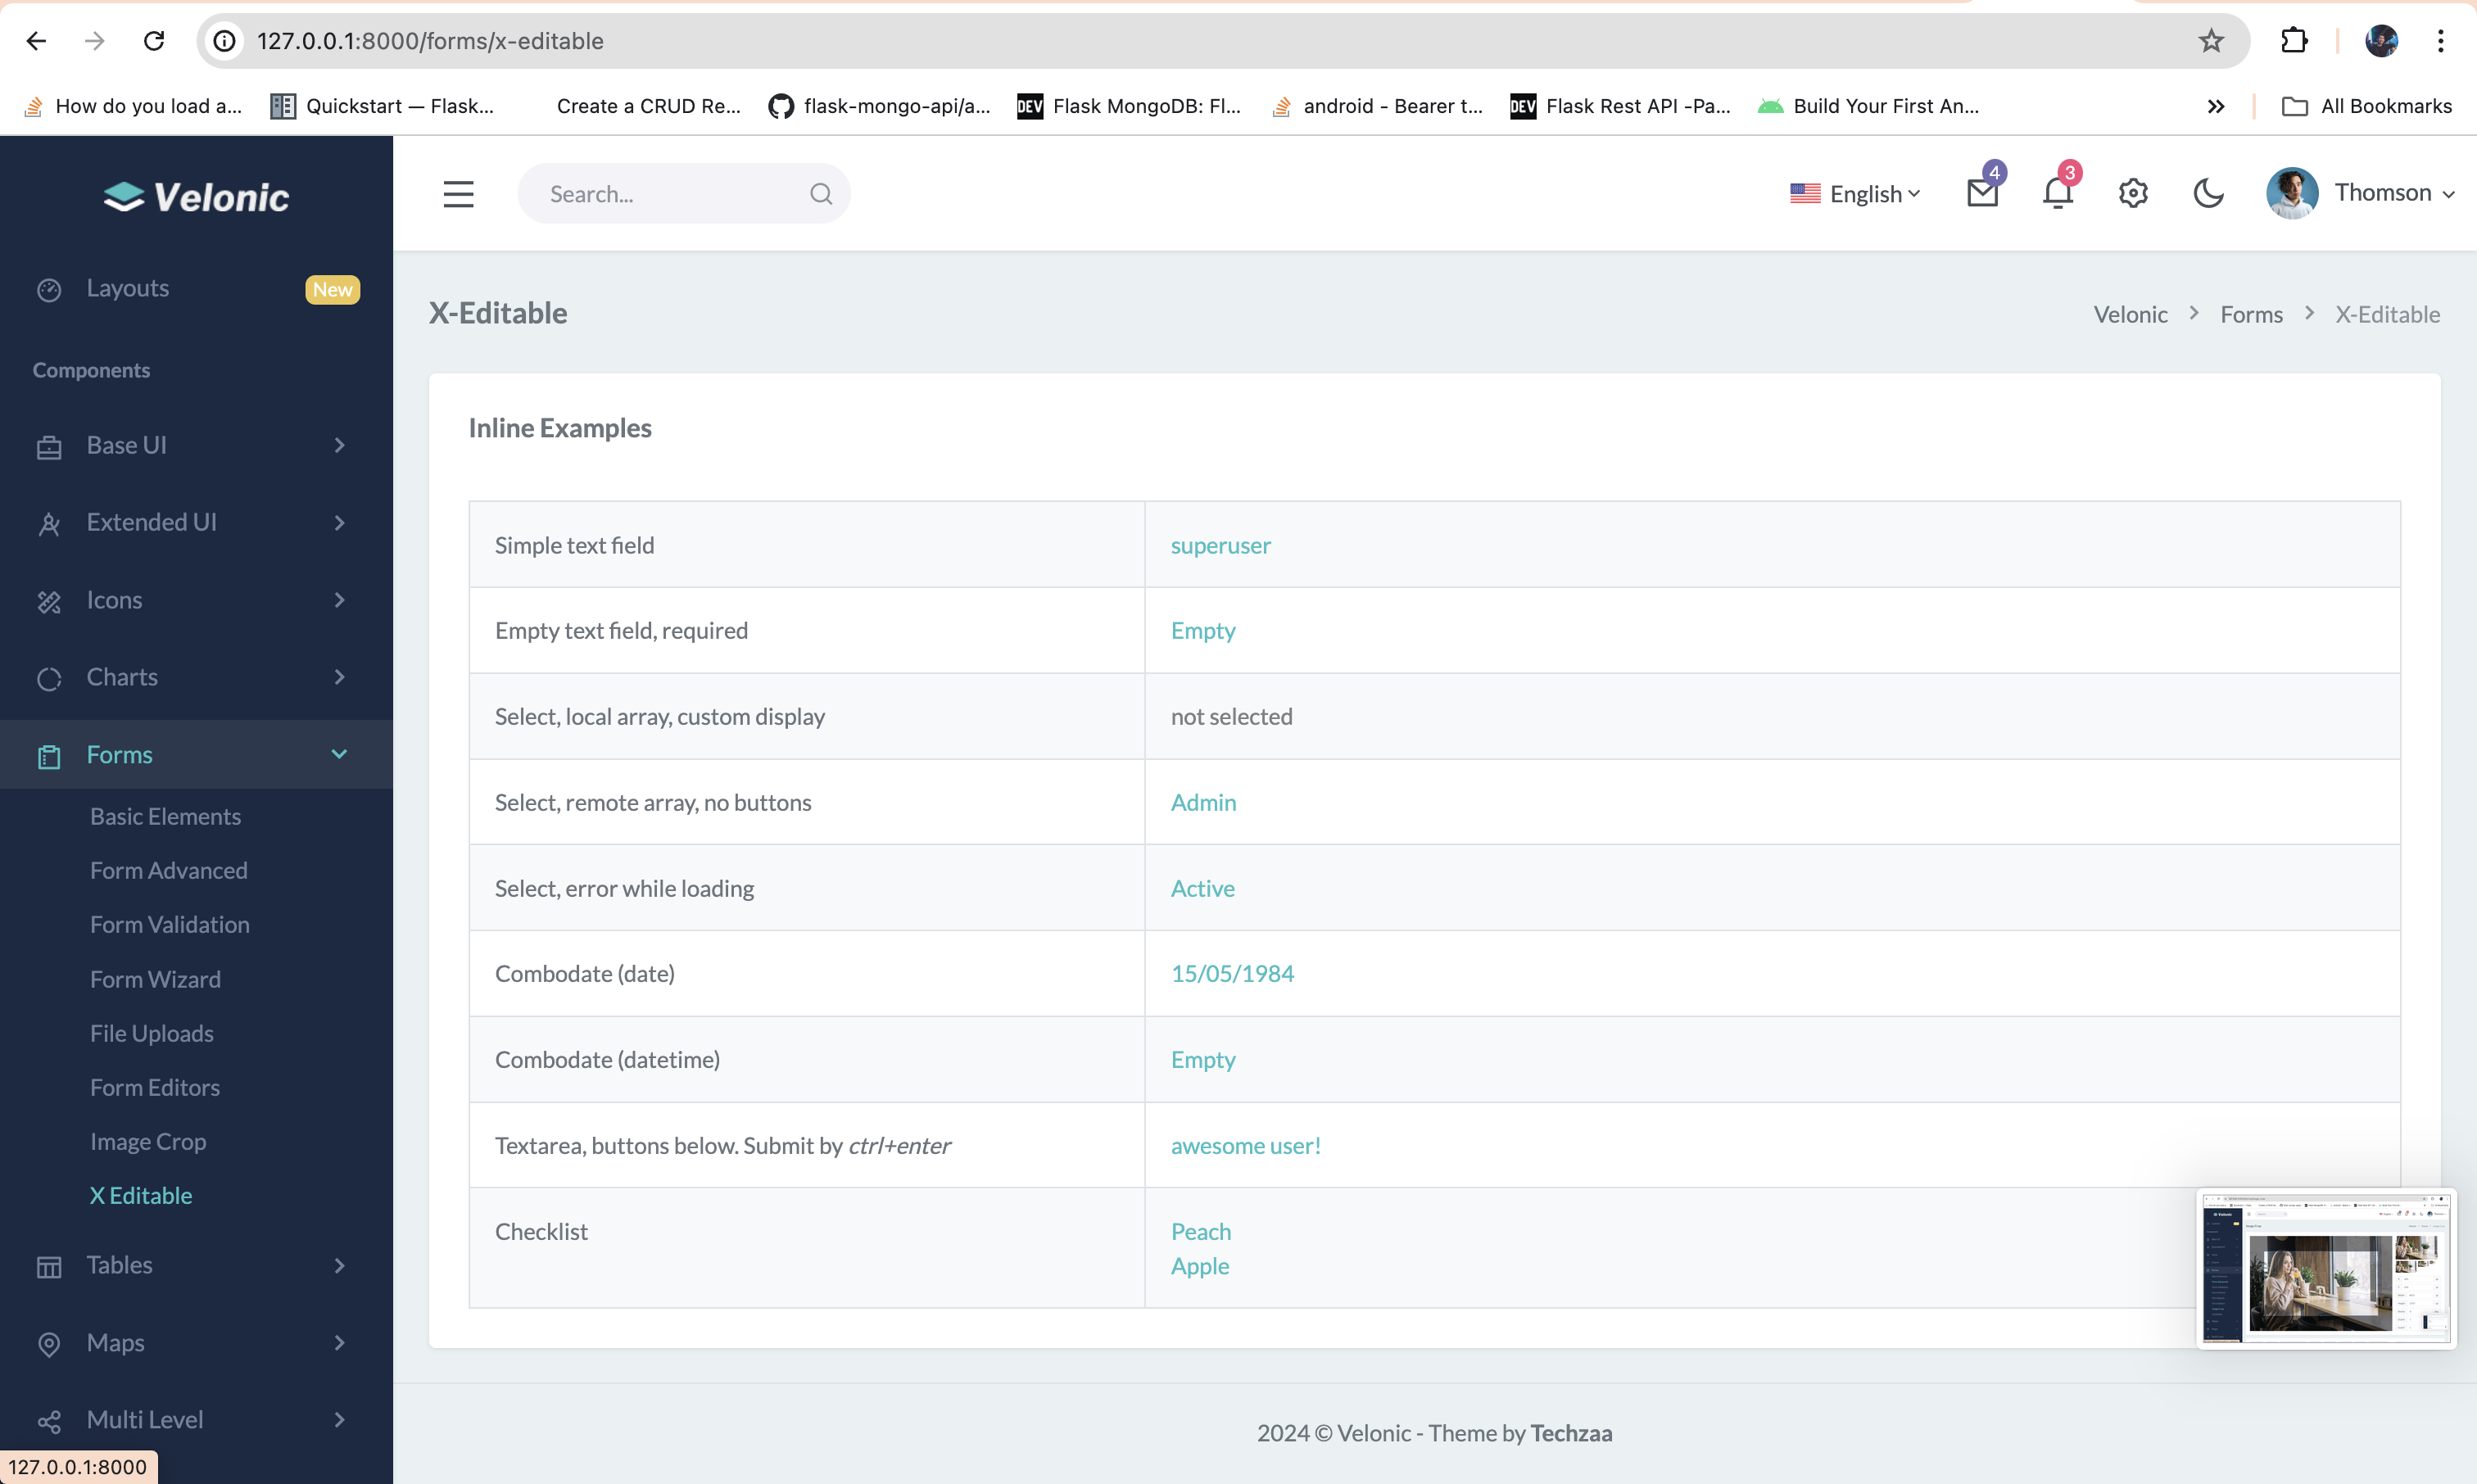 127.0.0.1:8000/forms/x-editable
How do you load a... Quickstart — Flask... Create a CRUD Re... flask-mongo-api/a... DEV Flask MongoDB: Fl... android - Bearer t... DEV Flask Rest API -Pa... Build Your First An... All Bookmarks
Velonic
Search...
English
4
3
Thomson
Layouts New
Components
Base UI
Extended UI
Icons
Charts
Forms
Basic Elements
Form Advanced
Form Validation
Form Wizard
File Uploads
Form Editors
Image Crop
X Editable
Tables
Maps
Multi Level
127.0.0.1:8000
X-Editable
Velonic > Forms > X-Editable
Inline Examples
Simple text field superuser
Empty text field, required Empty
Select, local array, custom display not selected
Select, remote array, no buttons Admin
Select, error while loading Active
Combodate (date) 15/05/1984
Combodate (datetime) Empty
Textarea, buttons below. Submit by ctrl+enter awesome user!
Checklist Peach
Apple
2024 © Velonic - Theme by Techzaa